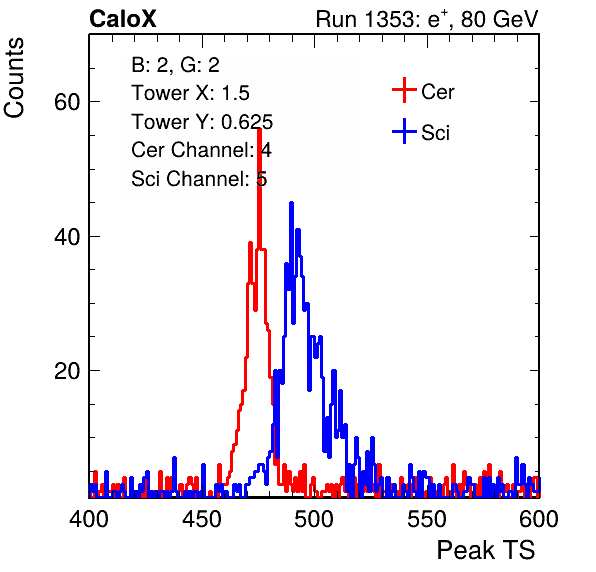 CaloX Run 1353: e⁺, 80 GeV
Counts
B: 2, G: 2
Tower X: 1.5
Tower Y: 0.625
Cer Channel: 4
Sci Channel: 5
Cer
Sci
60
40
20
400 450 500 550 600
Peak TS